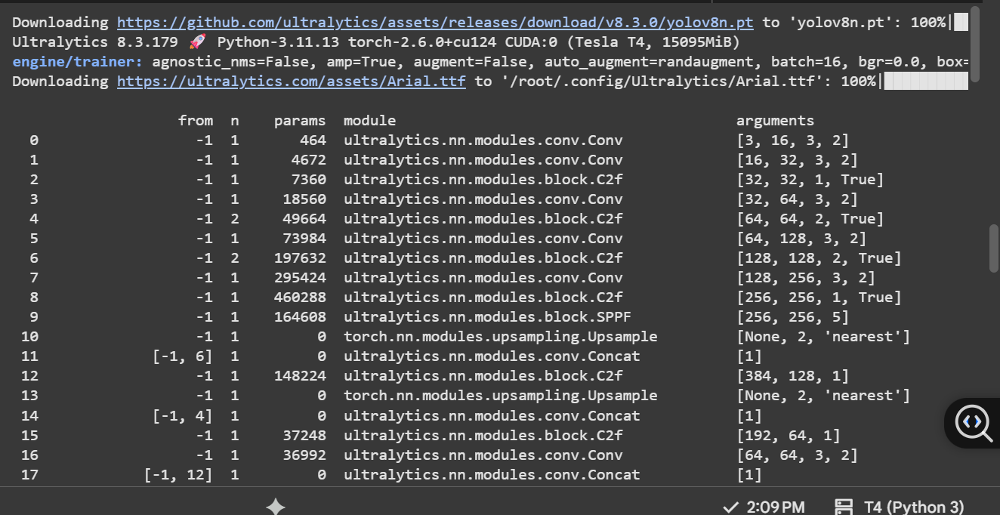 Downloading https://github.com/ultralytics/assets/releases/download/v8.3.0/yolov8n.pt to 'yolov8n.pt': 100%|██
Ultralytics 8.3.179 🚀 Python-3.11.13 torch-2.6.0+cu124 CUDA:0 (Tesla T4, 15095MiB)
engine/trainer: agnostic_nms=False, amp=True, augment=False, auto_augment=randaugment, batch=16, bgr=0.0, box=
Downloading https://ultralytics.com/assets/Arial.ttf to '/root/.config/Ultralytics/Arial.ttf': 100%|██████████
from n params module arguments
0 -1 1 464 ultralytics.nn.modules.conv.Conv [3, 16, 3, 2]
1 -1 1 4672 ultralytics.nn.modules.conv.Conv [16, 32, 3, 2]
2 -1 1 7360 ultralytics.nn.modules.block.C2f [32, 32, 1, True]
3 -1 1 18560 ultralytics.nn.modules.conv.Conv [32, 64, 3, 2]
4 -1 2 49664 ultralytics.nn.modules.block.C2f [64, 64, 2, True]
5 -1 1 73984 ultralytics.nn.modules.conv.Conv [64, 128, 3, 2]
6 -1 2 197632 ultralytics.nn.modules.block.C2f [128, 128, 2, True]
7 -1 1 295424 ultralytics.nn.modules.conv.Conv [128, 256, 3, 2]
8 -1 1 460288 ultralytics.nn.modules.block.C2f [256, 256, 1, True]
9 -1 1 164608 ultralytics.nn.modules.block.SPPF [256, 256, 5]
10 -1 1 0 torch.nn.modules.upsampling.Upsample [None, 2, 'nearest']
11 [-1, 6] 1 0 ultralytics.nn.modules.conv.Concat [1]
12 -1 1 148224 ultralytics.nn.modules.block.C2f [384, 128, 1]
13 -1 1 0 torch.nn.modules.upsampling.Upsample [None, 2, 'nearest']
14 [-1, 4] 1 0 ultralytics.nn.modules.conv.Concat [1]
15 -1 1 37248 ultralytics.nn.modules.block.C2f [192, 64, 1]
16 -1 1 36992 ultralytics.nn.modules.conv.Conv [64, 64, 3, 2]
17 [-1, 12] 1 0 ultralytics.nn.modules.conv.Concat [1]
2:09 PM T4 (Python 3)